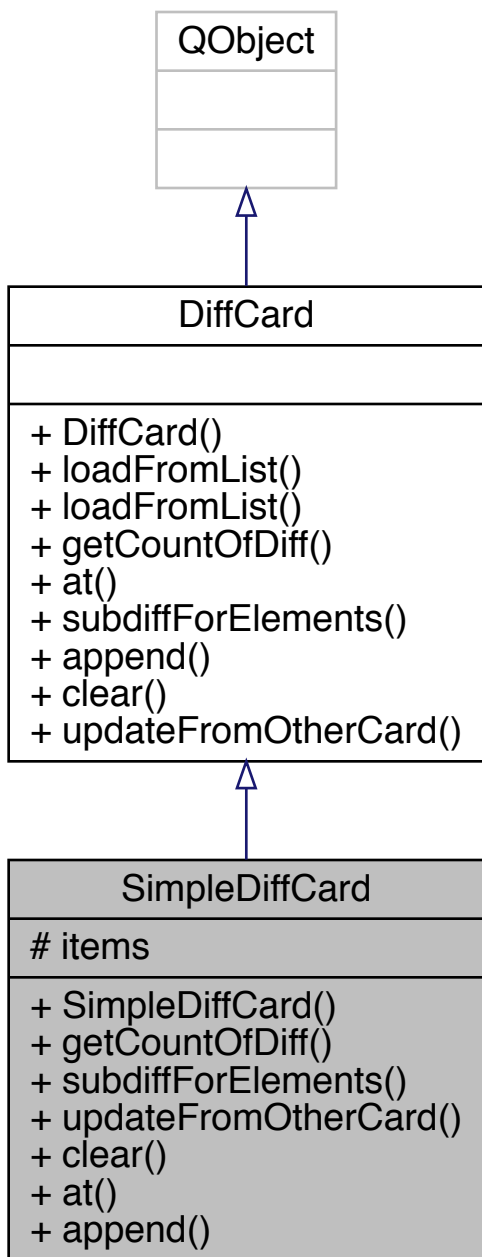 QObject
DiffCard
+ DiffCard()
+ loadFromList()
+ loadFromList()
+ getCountOfDiff()
+ at()
+ subdiffForElements()
+ append()
+ clear()
+ updateFromOtherCard()
SimpleDiffCard
# items
+ SimpleDiffCard()
+ getCountOfDiff()
+ subdiffForElements()
+ updateFromOtherCard()
+ clear()
+ at()
+ append()